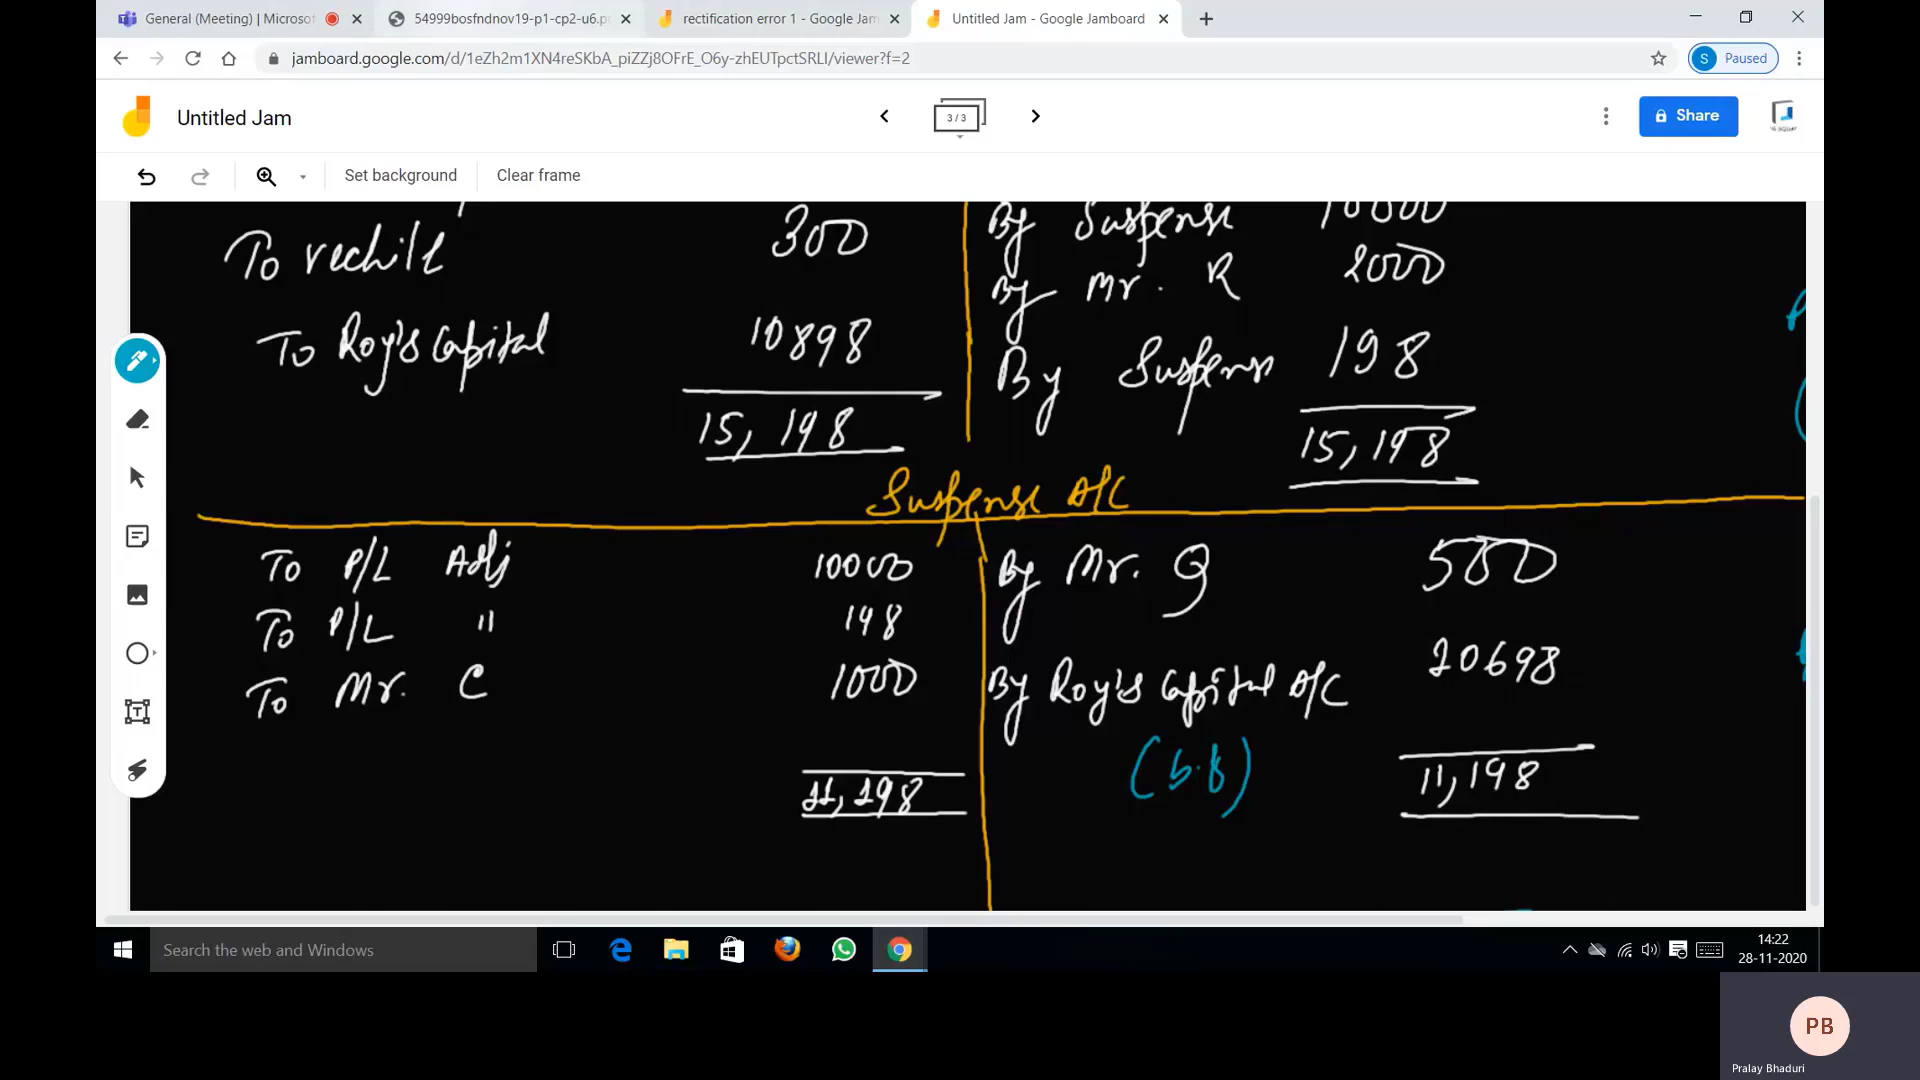 General (Meeting) | Microso
54999bosfndnov19-p1-cp2-u6.p
rectification error 1 - Google Jam
Untitled Jam - Google Jamboard
jamboard.google.com/d/1eZh2m1XN4reSKbA_piZZj8OFrE_O6y-zhEUTpctSRLI/viewer?f=2
S Paused
Untitled Jam
3 / 3
Share
Set background
Clear frame
By Suspense 10000
To rectill 300
By Mr. R 2000
To Roy's Capital 10898
By Suspense 198
15,198
15,198
Suspense A/C
To P/L Adj 10000 By Mr. Q 500
To P/L " 198
To Mr. C 1000 By Roy's Capital A/C 10698
(b.f)
11,198 11,198
Search the web and Windows
14:22
28-11-2020
PB
Pralay Bhaduri